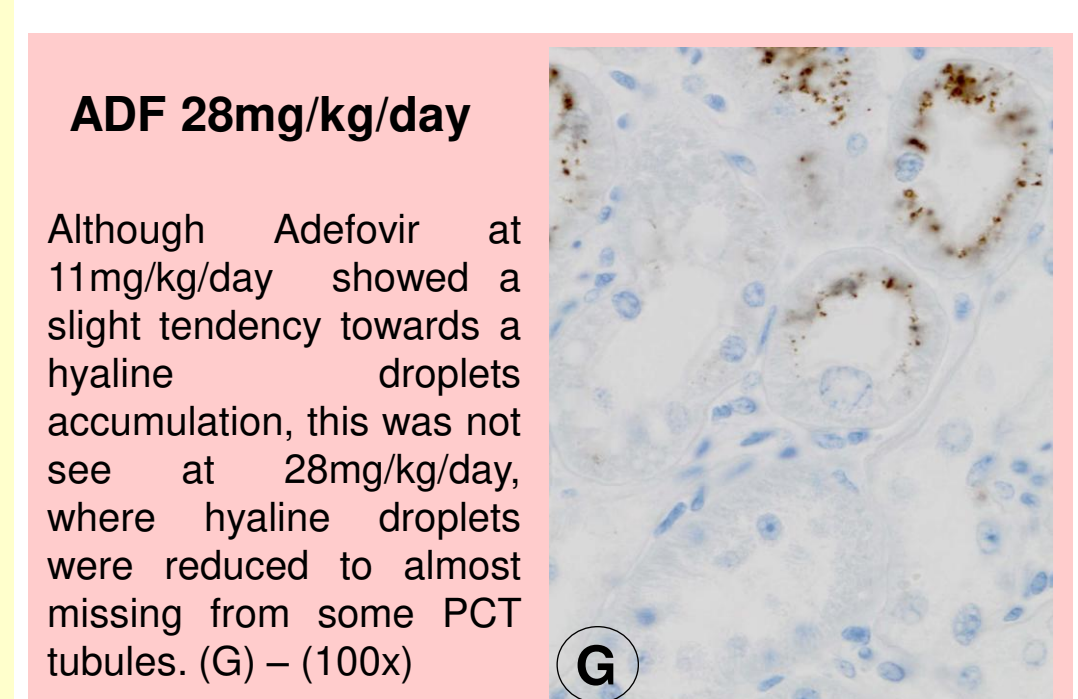 ADF 28mg/kg/day
Although Adefovir at
11mg/kg/day showed a
slight tendency towards a
hyaline droplets
accumulation, this was not
see at 28mg/kg/day,
where hyaline droplets
were reduced to almost
missing from some PCT
tubules. (G) – (100x)
G